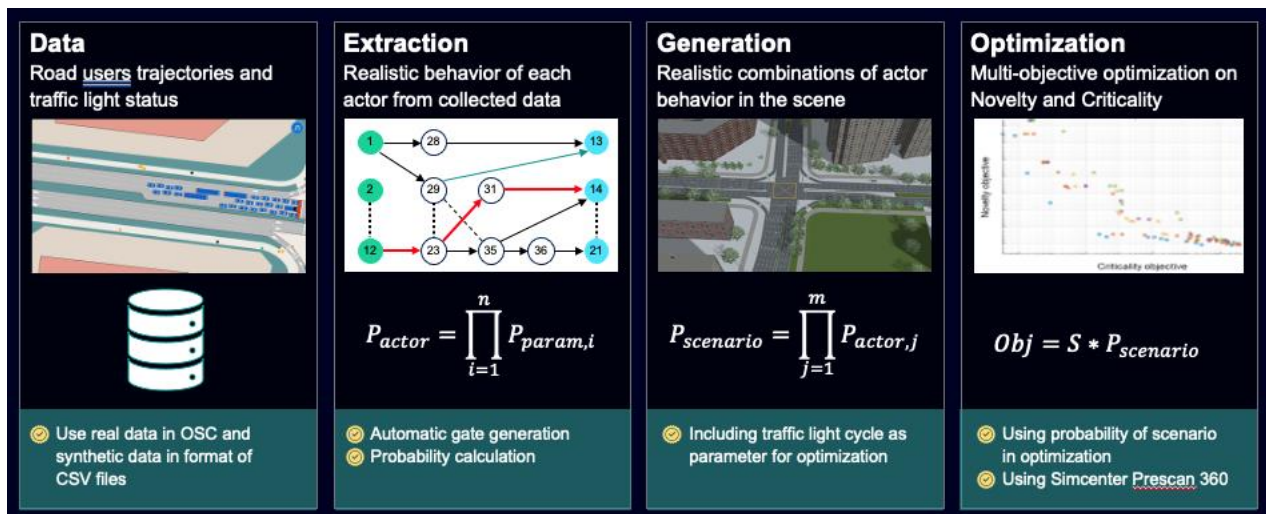 Data
Road users trajectories and
traffic light status
Use real data in OSC and
synthetic data in format of
CSV files
Extraction
Realistic behavior of each
actor from collected data
1 28 13
2 29 31 14
12 23 35 36 21
P_actor = ∏_{i=1}^{n} P_param,i
Automatic gate generation
Probability calculation
Generation
Realistic combinations of actor
behavior in the scene
P_scenario = ∏_{j=1}^{m} P_actor,j
Including traffic light cycle as
parameter for optimization
Optimization
Multi-objective optimization on
Novelty and Criticality
Novelty objective
Criticality objective
Obj = S * P_scenario
Using probability of scenario
in optimization
Using Simcenter Prescan 360